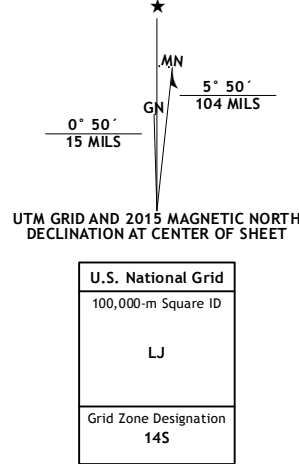 ★
MN
GN
5° 50´
104 MILS
0° 50´
15 MILS
UTM GRID AND 2015 MAGNETIC NORTH
DECLINATION AT CENTER OF SHEET
U.S. National Grid
100,000-m Square ID
LJ
Grid Zone Designation
14S